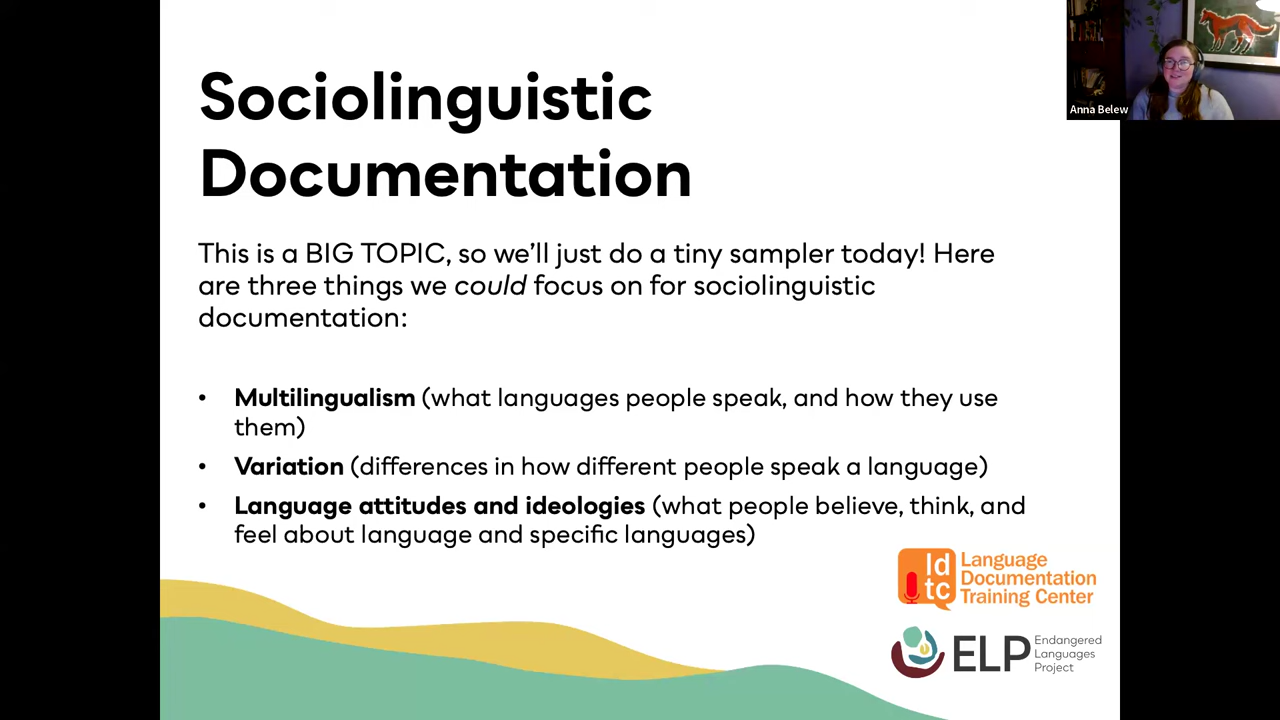 Sociolinguistic
Documentation
This is a BIG TOPIC, so we’ll just do a tiny sampler today! Here
are three things we could focus on for sociolinguistic
documentation:
• Multilingualism (what languages people speak, and how they use
them)
• Variation (differences in how different people speak a language)
• Language attitudes and ideologies (what people believe, think, and
feel about language and specific languages)
ld
tc
Language
Documentation
Training Center
ELP
Endangered
Languages
Project
Anna Belew